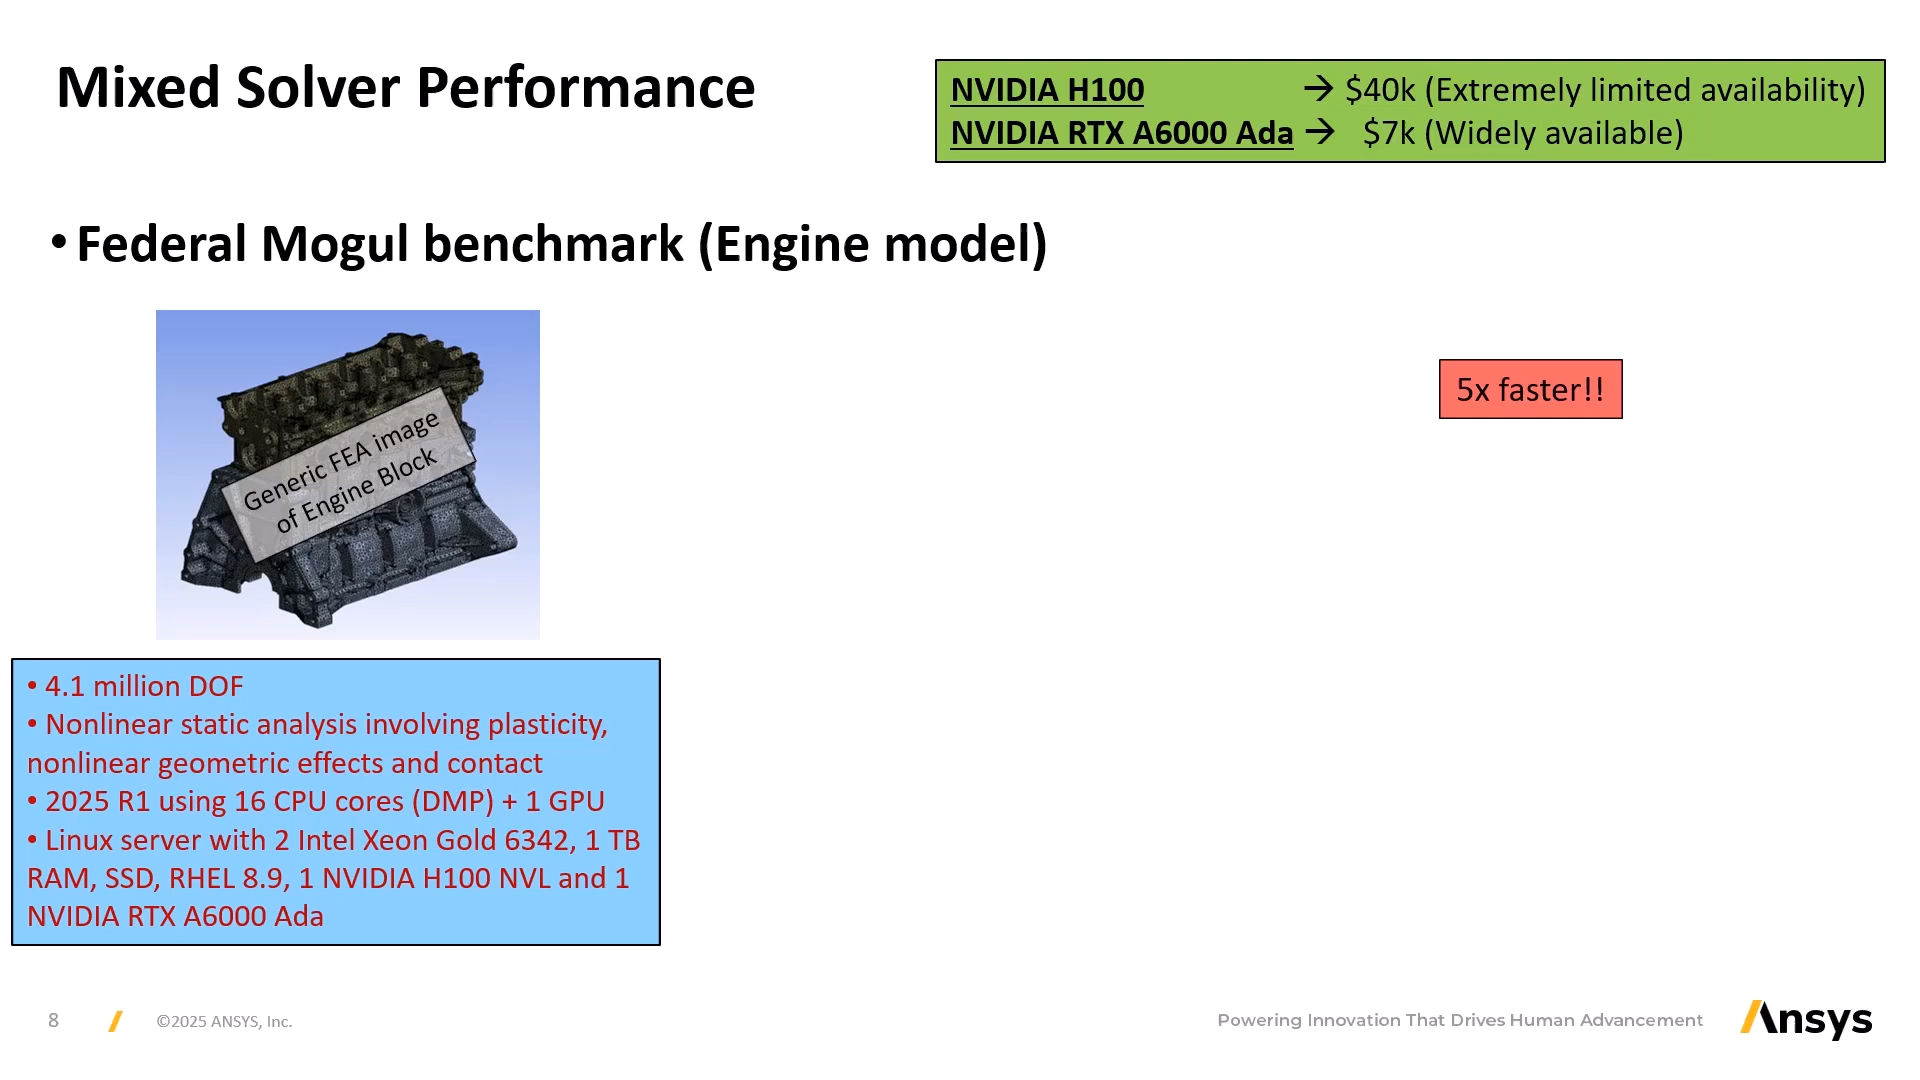 Mixed Solver Performance
NVIDIA H100 → $40k (Extremely limited availability)
NVIDIA RTX A6000 Ada → $7k (Widely available)
• Federal Mogul benchmark (Engine model)
Generic FEA image
of Engine Block
5x faster!!
• 4.1 million DOF
• Nonlinear static analysis involving plasticity,
nonlinear geometric effects and contact
• 2025 R1 using 16 CPU cores (DMP) + 1 GPU
• Linux server with 2 Intel Xeon Gold 6342, 1 TB
RAM, SSD, RHEL 8.9, 1 NVIDIA H100 NVL and 1
NVIDIA RTX A6000 Ada
8
©2025 ANSYS, Inc.
Powering Innovation That Drives Human Advancement
Ansys